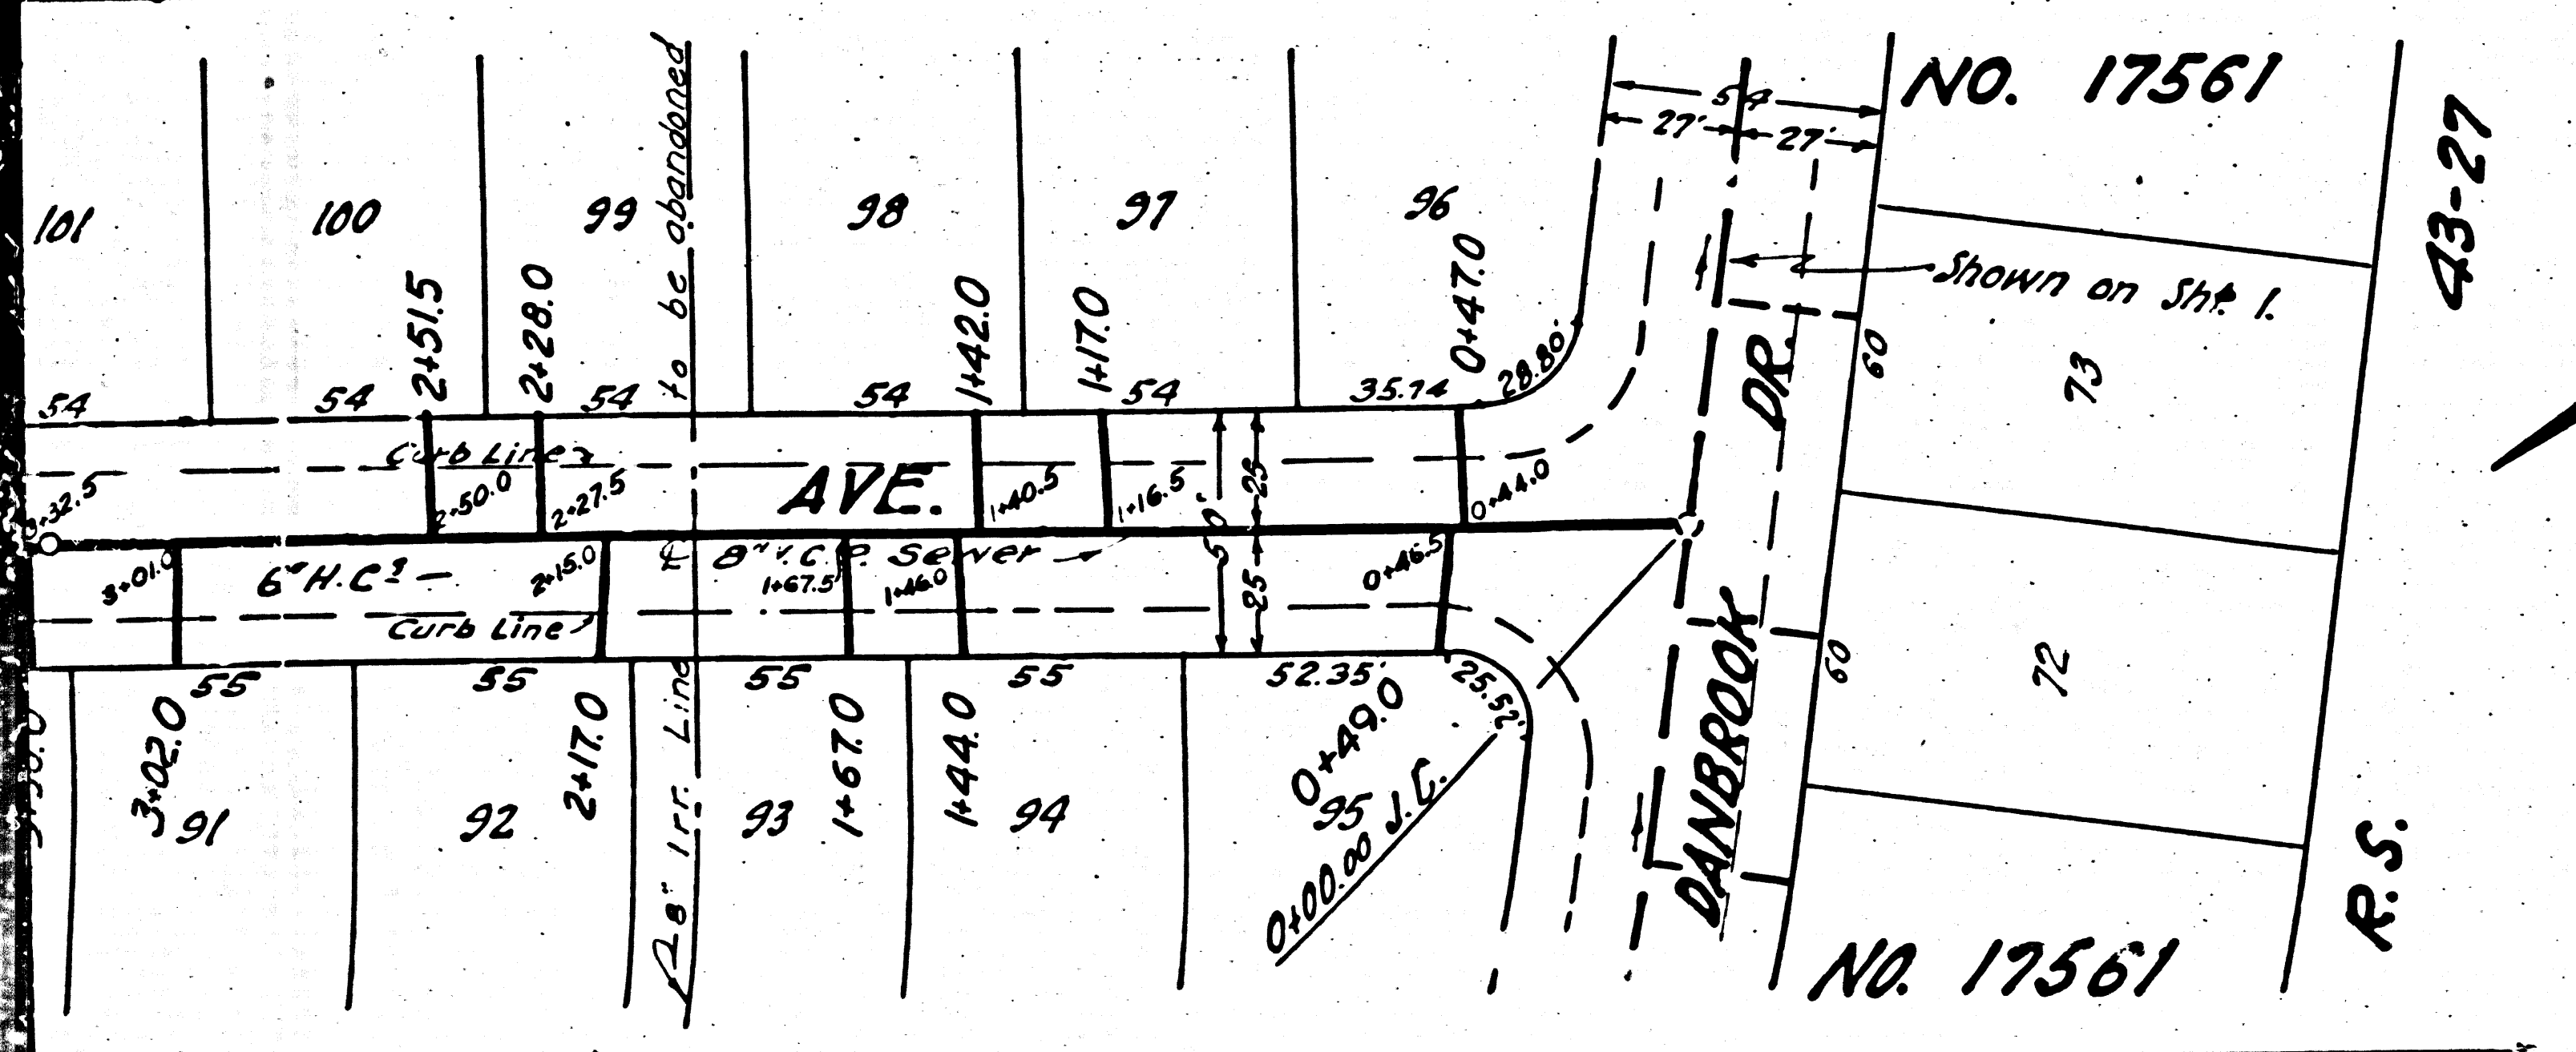 NO. 17561
54
27' 27'
43-27
101 100 99 98 97 96
to be abandoned
2+51.5 2+28.0 1+42.0 1+17.0 0+47.0
Shown on Sht. 1.
54 54 54 54 54 35.74 28.80'
60
73
DR.
Curb Line
3+32.5 2+50.0 2+27.5 AVE. 1+40.5 1+16.5 25 0+44.0
50'
℄ 8" V.C.P. Sewer
3+01.0 6" H.C.s 2+15.0 1+67.5 1+46.0 25 0+46.5
Curb Line
55 55 55 55 52.35' 25.52'
60
72
3+02.0 2+17.0 1+67.0 1+44.0 0+49.0
91 92 93 94 95
8" Irr. Line
0+00.00 J.C.
DANBROOK
R.S.
NO. 17561